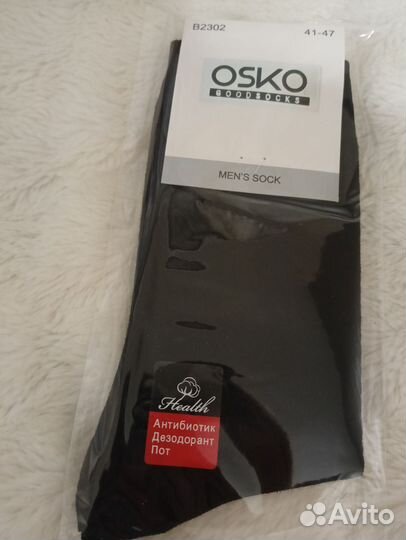 B2302 41-47
OSKO
GOODSOCKS
MEN'S SOCK
Health
Антибиотик
Дезодорант
Пот
Avito